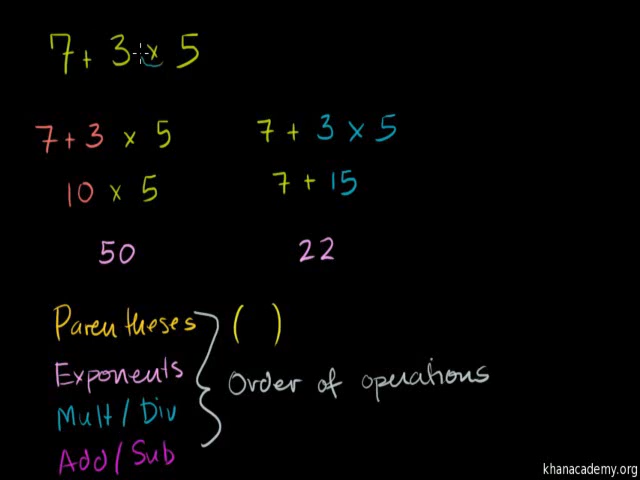 7 + 3 × 5
7 + 3 × 5
10 × 5
50
7 + 3 × 5
7 + 15
22
Parentheses ( )
Exponents
Mult / Div
Add / Sub
Order of operations
khanacademy.org